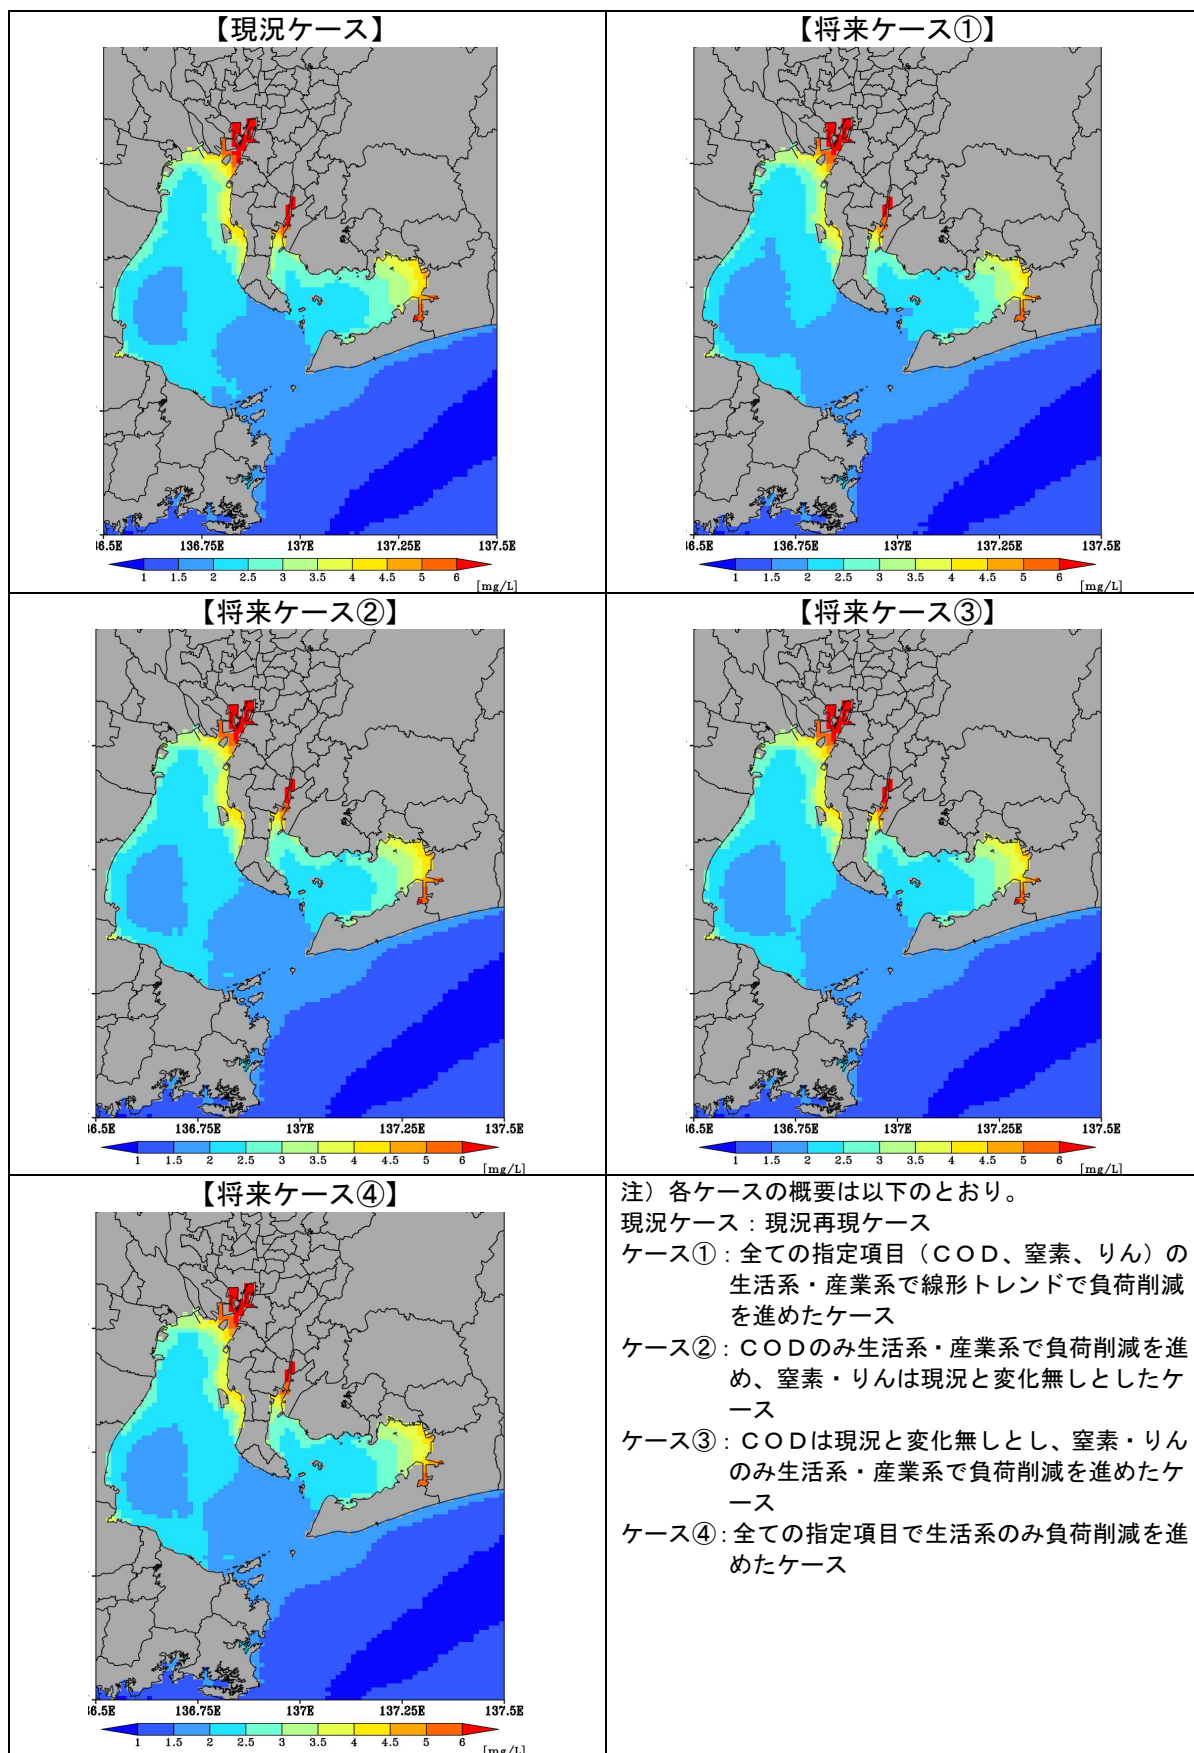 【現況ケース】
36.5E 136.75E 137E 137.25E 137.5E
1 1.5 2 2.5 3 3.5 4 4.5 5 6
[mg/L]
【将来ケース①】
36.5E 136.75E 137E 137.25E 137.5E
1 1.5 2 2.5 3 3.5 4 4.5 5 6
[mg/L]
【将来ケース②】
36.5E 136.75E 137E 137.25E 137.5E
1 1.5 2 2.5 3 3.5 4 4.5 5 6
[mg/L]
【将来ケース③】
36.5E 136.75E 137E 137.25E 137.5E
1 1.5 2 2.5 3 3.5 4 4.5 5 6
[mg/L]
【将来ケース④】
36.5E 136.75E 137E 137.25E 137.5E
1 1.5 2 2.5 3 3.5 4 4.5 5 6
[mg/L]
注）各ケースの概要は以下のとおり。
現況ケース：現況再現ケース
ケース①：全ての指定項目（ＣＯＤ、窒素、りん）の
生活系・産業系で線形トレンドで負荷削減
を進めたケース
ケース②：ＣＯＤのみ生活系・産業系で負荷削減を進
め、窒素・りんは現況と変化無しとしたケ
ース
ケース③：ＣＯＤは現況と変化無しとし、窒素・りん
のみ生活系・産業系で負荷削減を進めたケ
ース
ケース④：全ての指定項目で生活系のみ負荷削減を進
めたケース